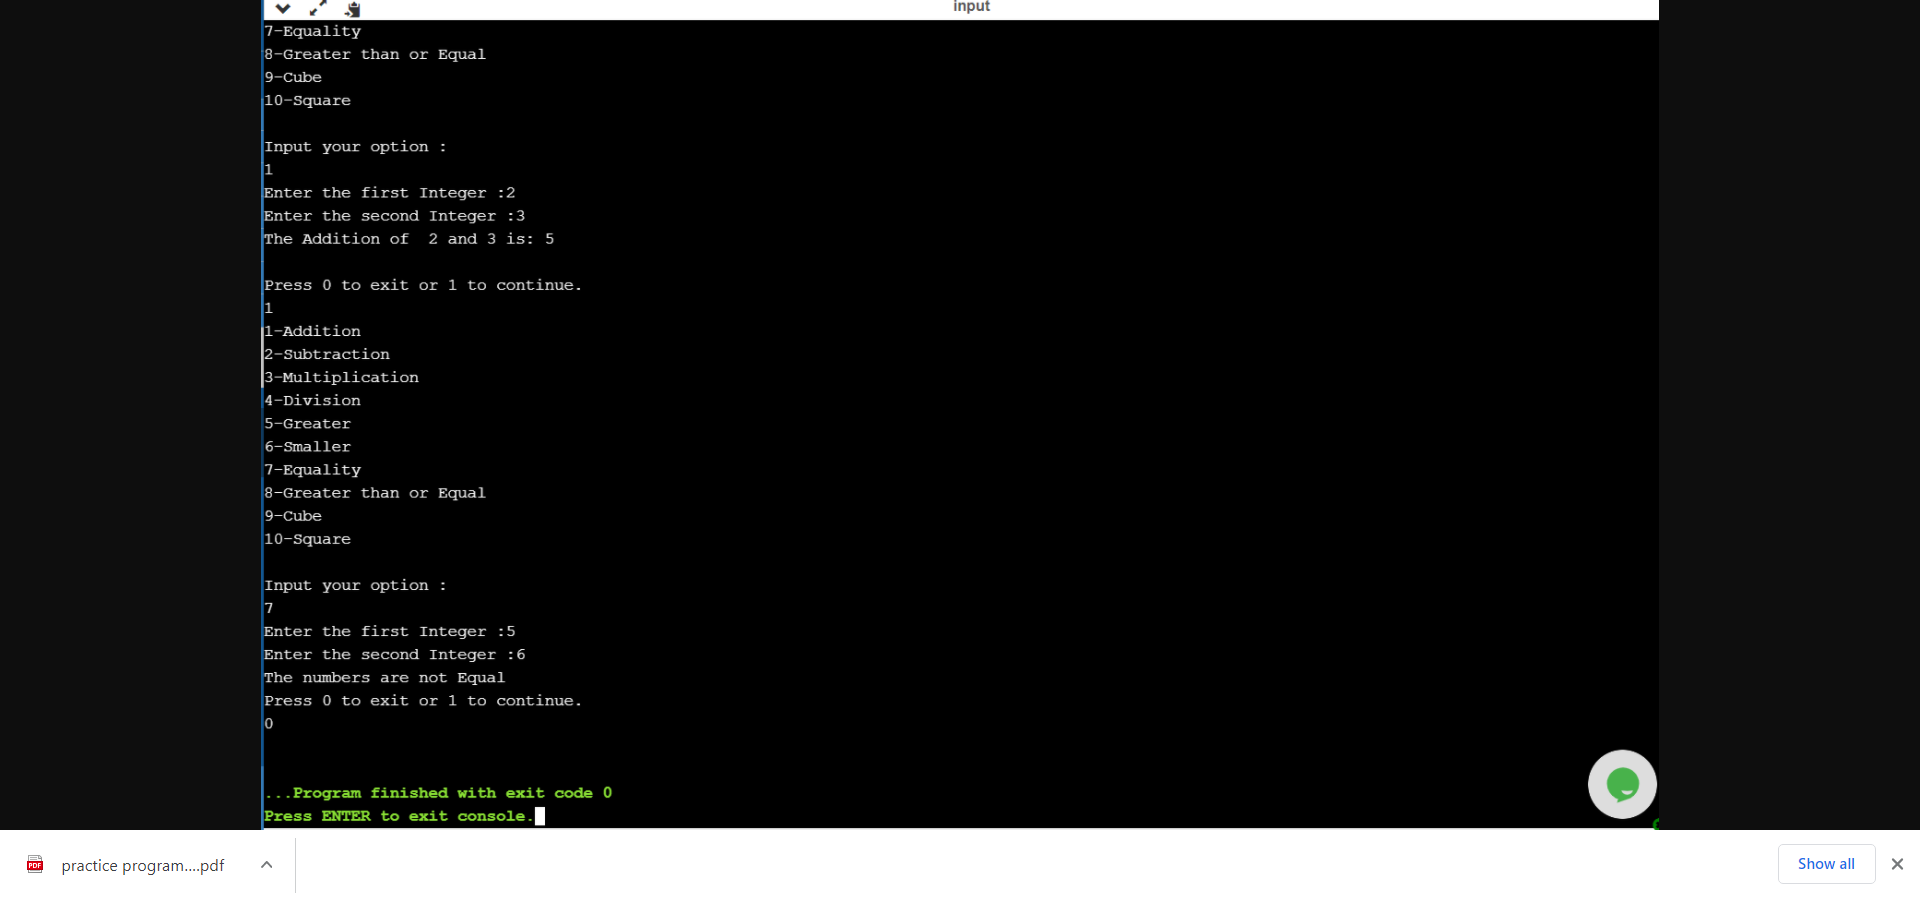 input
7-Equality
8-Greater than or Equal
9-Cube
10-Square
Input your option :
1
Enter the first Integer :2
Enter the second Integer :3
The Addition of  2 and 3 is: 5
Press 0 to exit or 1 to continue.
1
1-Addition
2-Subtraction
3-Multiplication
4-Division
5-Greater
6-Smaller
7-Equality
8-Greater than or Equal
9-Cube
10-Square
Input your option :
7
Enter the first Integer :5
Enter the second Integer :6
The numbers are not Equal
Press 0 to exit or 1 to continue.
0
...Program finished with exit code 0
Press ENTER to exit console.
PDF practice program....pdf Show all